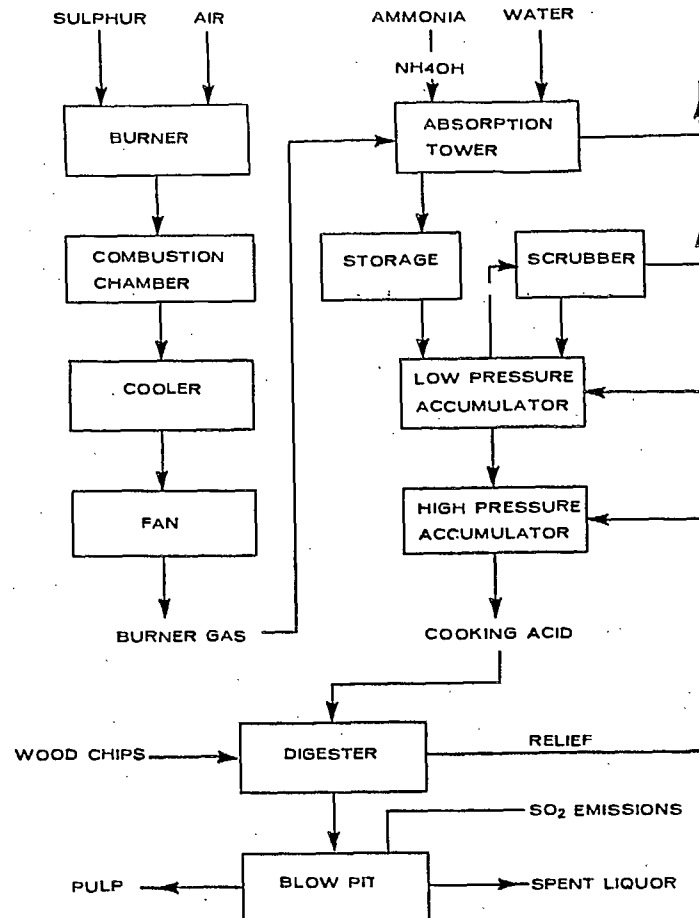 SULPHUR
AIR
BURNER
COMBUSTION
CHAMBER
COOLER
FAN
BURNER GAS
AMMONIA
WATER
NH4OH
ABSORPTION
TOWER
STORAGE
SCRUBBER
LOW PRESSURE
ACCUMULATOR
HIGH PRESSURE
ACCUMULATOR
COOKING ACID
WOOD CHIPS
DIGESTER
RELIEF
SO₂ EMISSIONS
PULP
BLOW PIT
SPENT LIQUOR